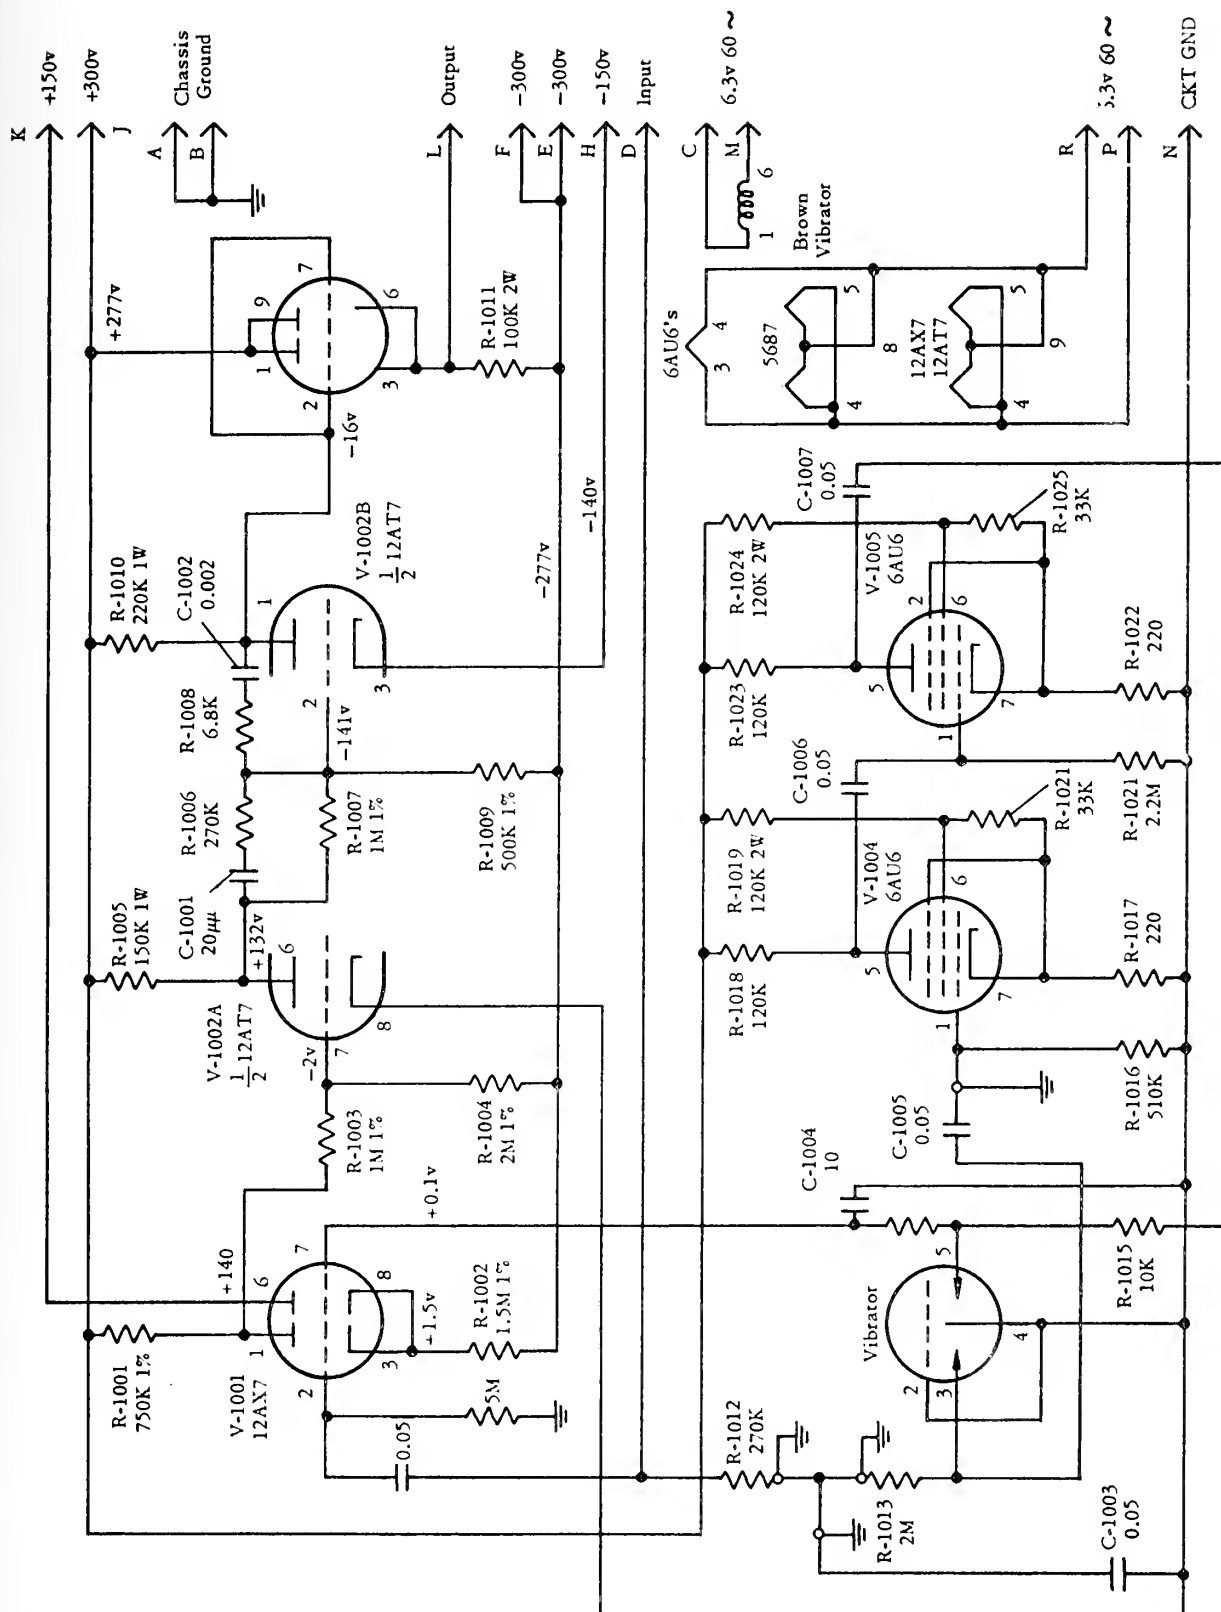 K
+150v
+300v
J
A
Chassis
Ground
B
L
Output
F
-300v
E
-300v
H
-150v
D
Input
C
6.3v 60 ~
M
1
6
Brown
Vibrator
R
P
N
CKT GND
+277v
1
9
7
2
3
6
-16v
R-1011
100K 2W
R-1010
220K 1W
C-1002
0.002
R-1008
6.8K
R-1006
270K
C-1001
20μμ
R-1005
150K 1W
1
2
3
V-1002B
1/2 12AT7
-141v
-140v
-277v
R-1007
1M 1%
R-1009
500K 1%
+132v
6
7
8
V-1002A
1/2 12AT7
-2v
R-1003
1M 1%
R-1004
2M 1%
+0.1v
+140
6
7
1
2
3
8
+1.5v
R-1002
1.5M 1%
R-1001
750K 1%
V-1001
12AX7
5M
0.05
6AU6's
3
4
5687
4
5
8
12AX7
12AT7
4
5
9
C-1007
0.05
R-1024
120K 2W
R-1023
120K
V-1005
6AU6
R-1025
33K
2
6
5
1
7
R-1022
220
C-1006
0.05
R-1019
120K 2W
R-1018
120K
V-1004
6AU6
R-1021
33K
R-1021
2.2M
6
5
1
7
R-1017
220
R-1016
510K
C-1005
0.05
C-1004
10
Vibrator
5
4
2
3
R-1015
10K
R-1012
270K
R-1013
2M
C-1003
0.05